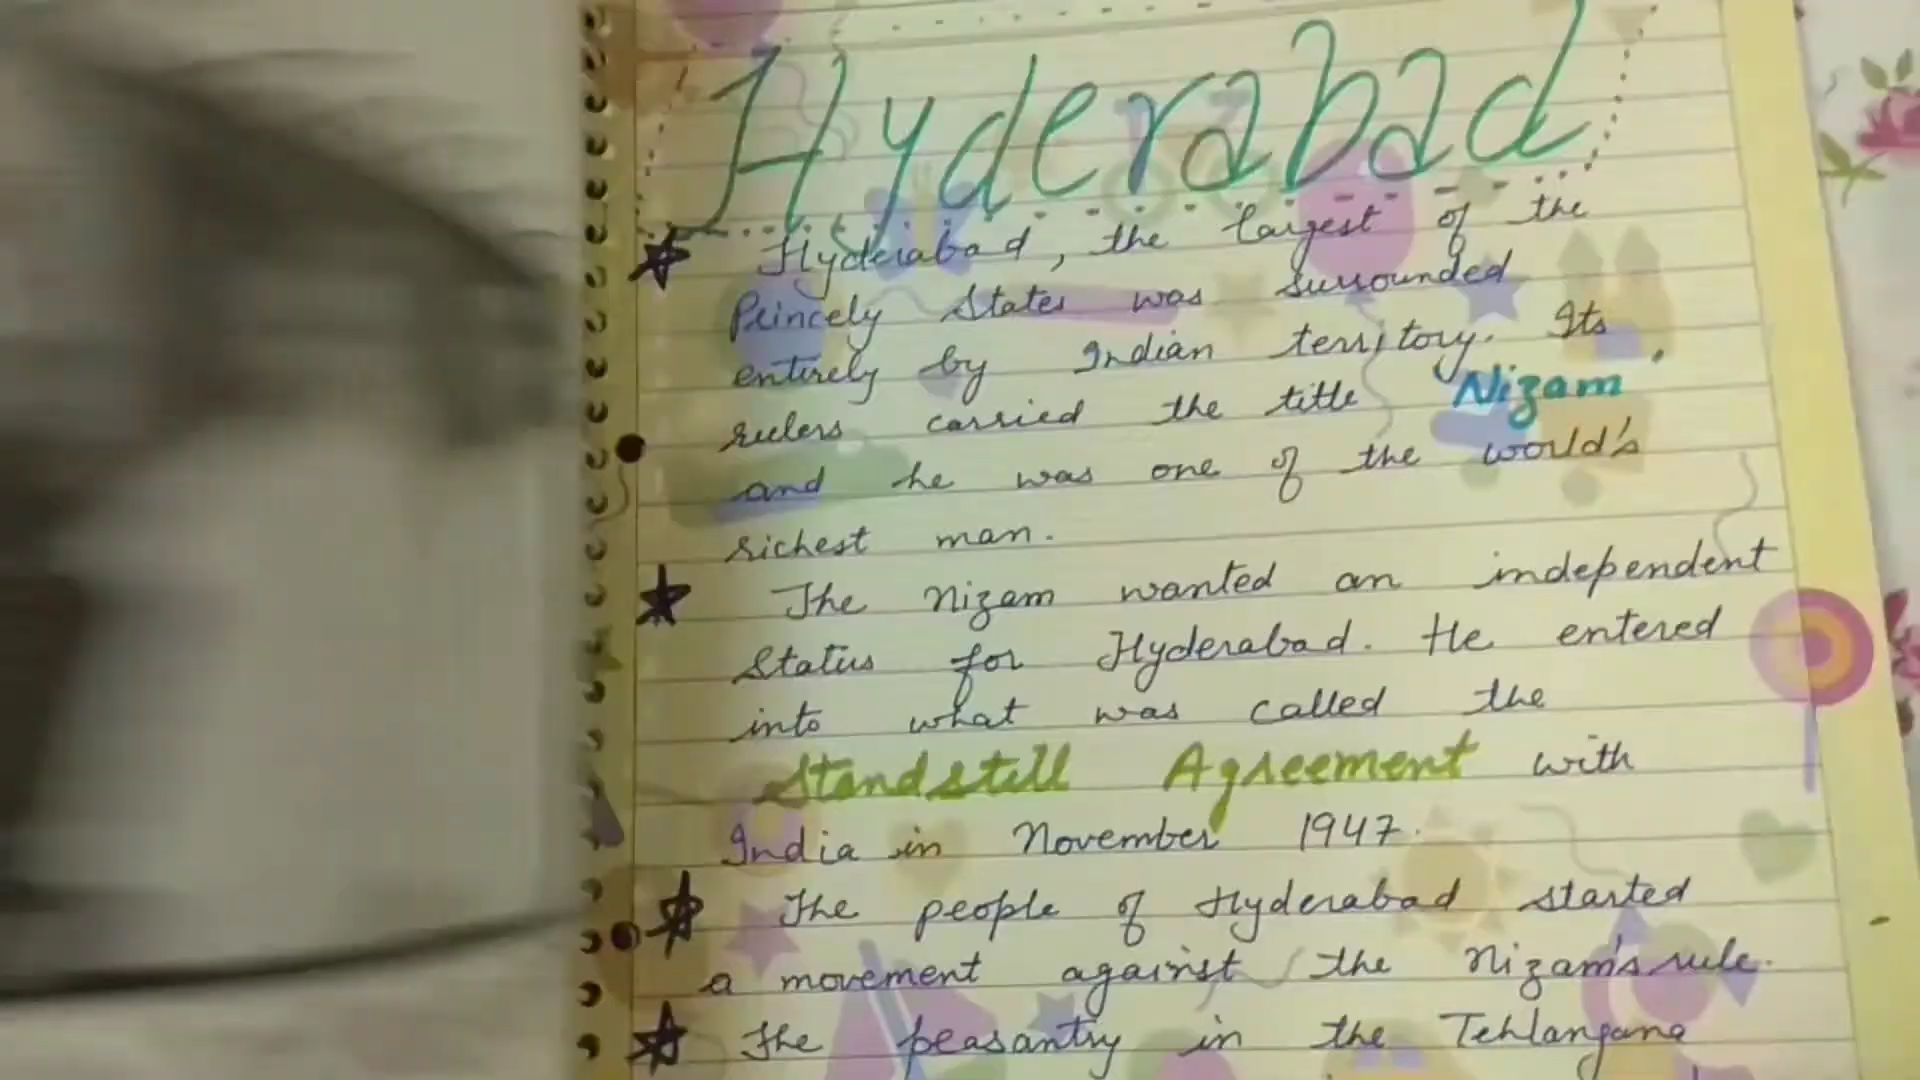 Hyderabad
Hyderabad, the largest of the
Princely States was surrounded
entirely by Indian territory. Its
rulers carried the title 'Nizam'
and he was one of the world's
richest man.
The Nizam wanted an independent
Status for Hyderabad. He entered
into what was called the
Standstill Agreement with
India in November 1947.
The people of Hyderabad started
a movement against the Nizam's rule.
The peasantry in the Tehlangana